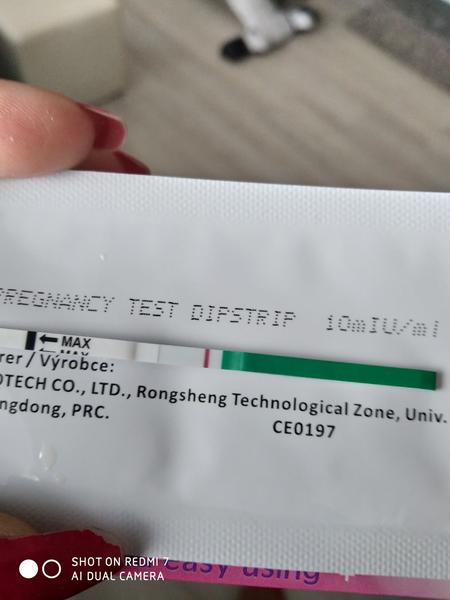 PREGNANCY TEST DIPSTRIP 10mIU/ml
MAX
rer / Výrobce:
OTECH CO., LTD., Rongsheng Technological Zone, Univ.
ngdong, PRC.
CE0197
easy using
SHOT ON REDMI 7
AI DUAL CAMERA